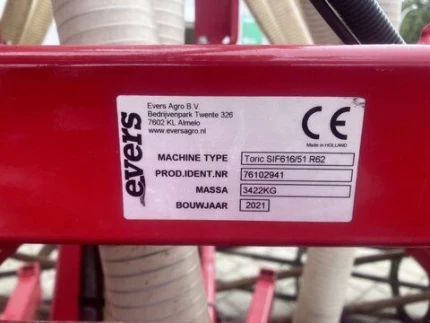 evers
Evers Agro B.V.
Bedrijvenpark Twente 326
7602 KL Almelo
www.eversagro.nl
CE
Made in HOLLAND
MACHINE TYPE Toric SIF616/51 R62
PROD.IDENT.NR 76102941
MASSA 3422KG
BOUWJAAR 2021